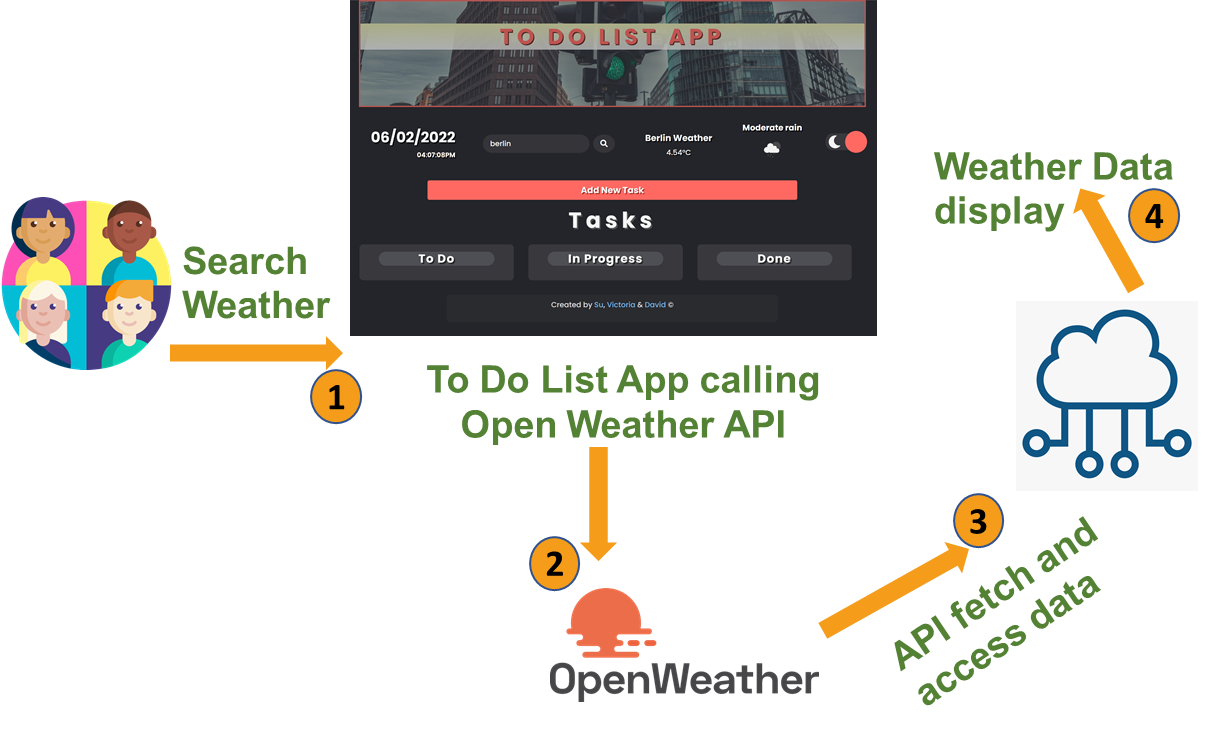 TO DO LIST APP
06/02/2022
04:07:08PM
berlin
Berlin Weather
4.54°C
Moderate rain
Add New Task
Tasks
To Do
In Progress
Done
Created by Su, Victoria & David ©
Search
Weather
1
To Do List App calling
Open Weather API
2
OpenWeather
3
API fetch and
access data
Weather Data
display
4